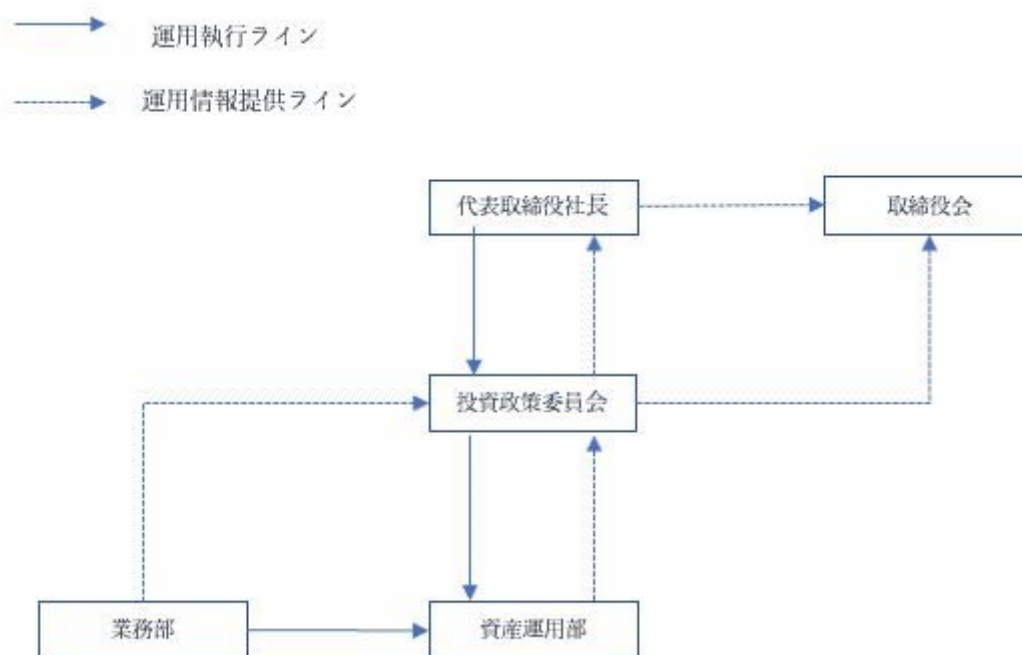 運用執行ライン
運用情報提供ライン
代表取締役社長
取締役会
投資政策委員会
業務部
資産運用部